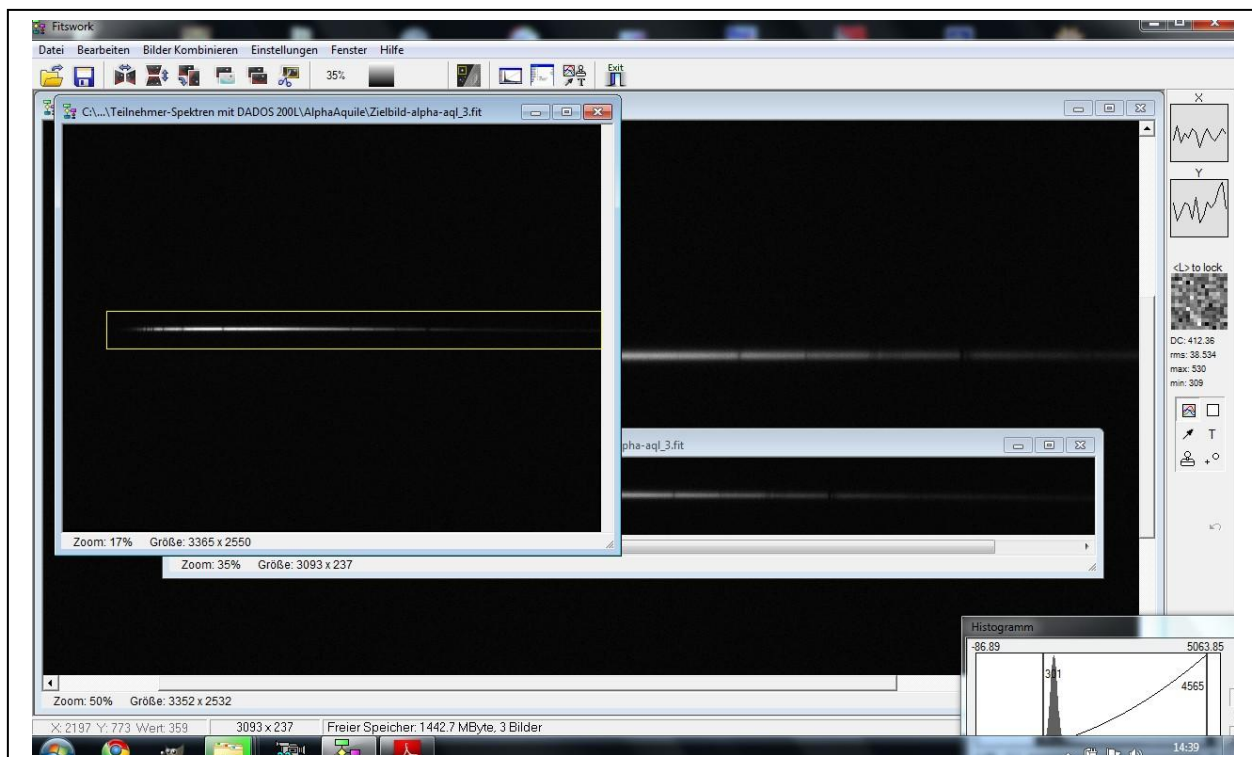 Fitswork
Datei Bearbeiten Bilder Kombinieren Einstellungen Fenster Hilfe
35%
Exit
C:\...\Teilnehmer-Spektren mit DADOS 200L\AlphaAquile\Zielbild-alpha-aql_3.fit
X
Y
<L> to lock
DC: 412.36
rms: 38.534
max: 530
min: 309
T
pha-aql_3.fit
Zoom: 17% Größe: 3365 x 2550
Zoom: 35% Größe: 3093 x 237
Histogramm
-86.89 5063.85
301
4565
Zoom: 50% Größe: 3352 x 2532
X: 2197 Y: 773 Wert: 359 3093 x 237 Freier Speicher: 1442.7 MByte, 3 Bilder
14:39